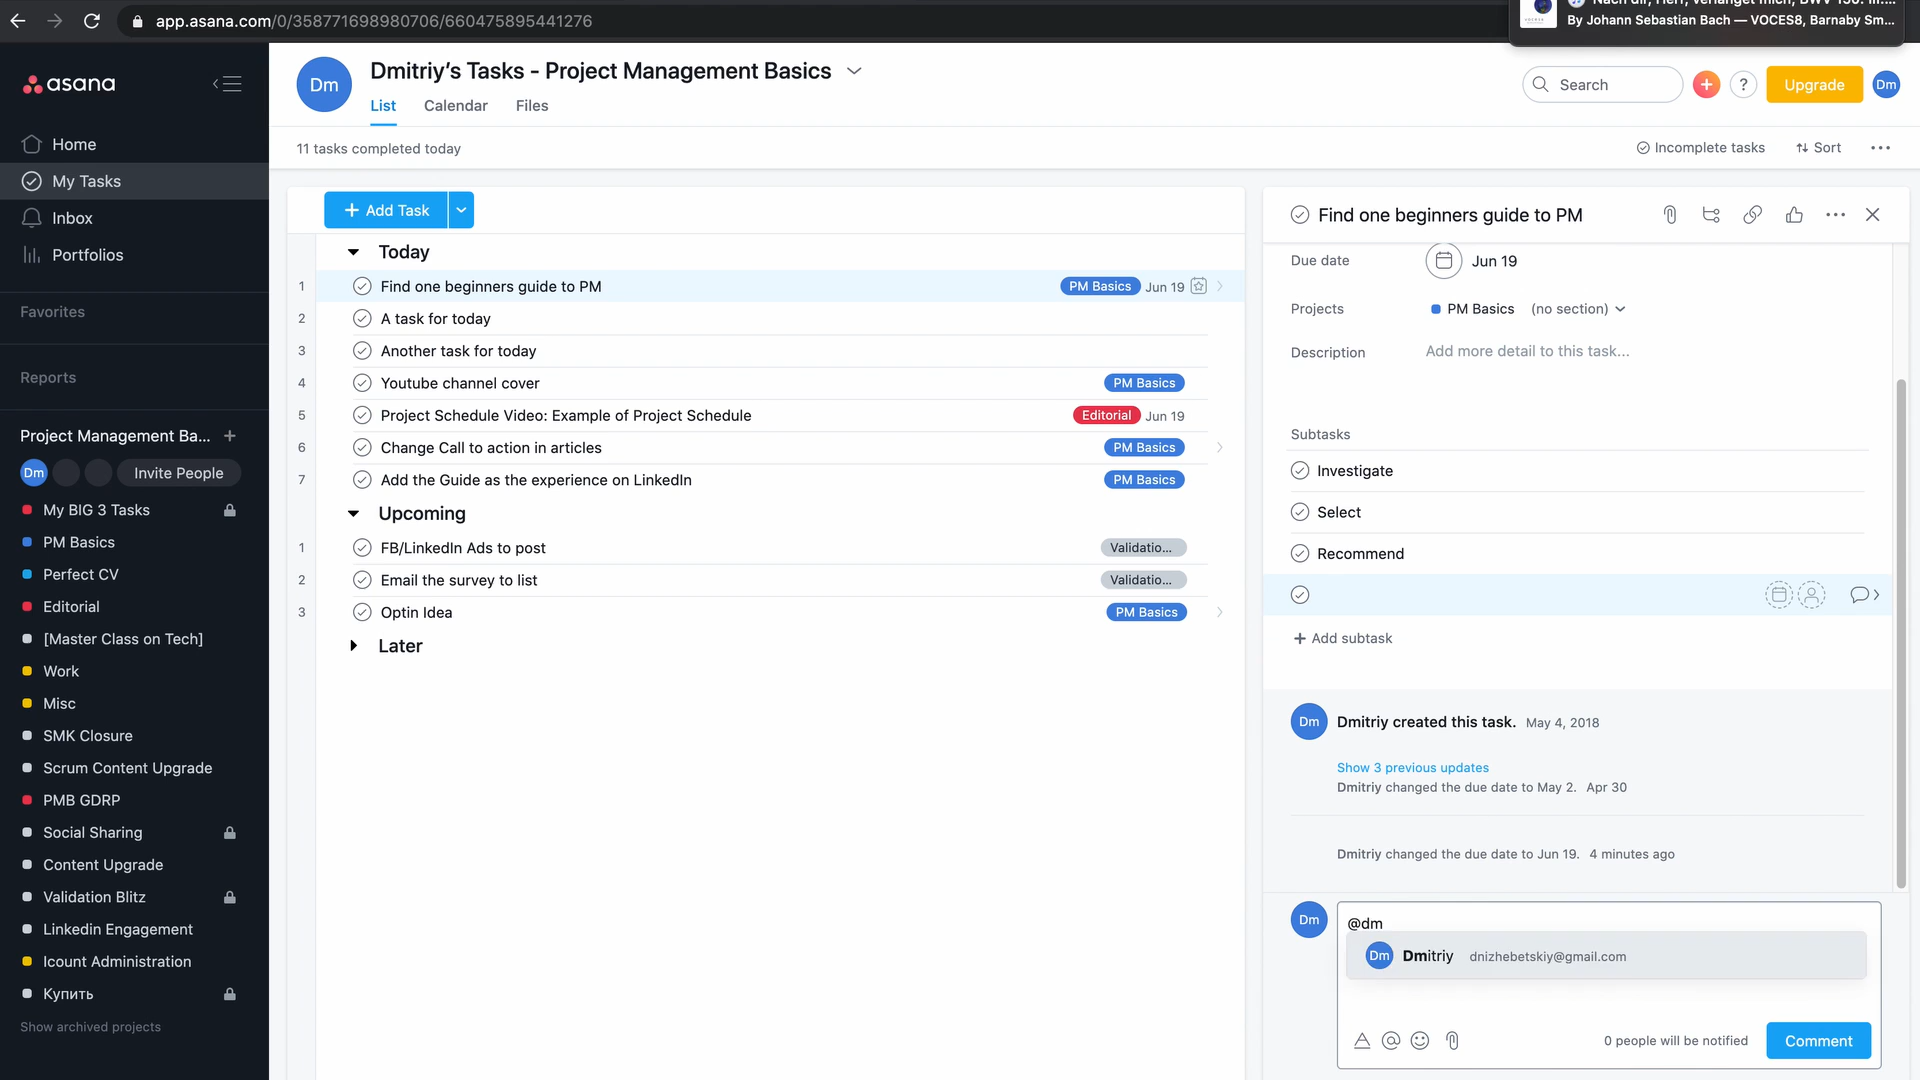 app.asana.com/0/358771698980706/660475895441276
Nach dir, Herr, verlanget mich, BWV 150: III....
By Johann Sebastian Bach — VOCES8, Barnaby Sm...
asana
Home
My Tasks
Inbox
Portfolios
Favorites
Reports
Project Management Ba... +
Dm
Invite People
My BIG 3 Tasks
PM Basics
Perfect CV
Editorial
[Master Class on Tech]
Work
Misc
SMK Closure
Scrum Content Upgrade
PMB GDRP
Social Sharing
Content Upgrade
Validation Blitz
Linkedin Engagement
Icount Administration
Купить
Show archived projects
Dm
Dmitriy's Tasks - Project Management Basics
List Calendar Files
Search
+
?
Upgrade
Dm
11 tasks completed today
Incomplete tasks
Sort
...
+ Add Task
Today
1 Find one beginners guide to PM PM Basics Jun 19
2 A task for today
3 Another task for today
4 Youtube channel cover PM Basics
5 Project Schedule Video: Example of Project Schedule Editorial Jun 19
6 Change Call to action in articles PM Basics
7 Add the Guide as the experience on LinkedIn PM Basics
Upcoming
1 FB/LinkedIn Ads to post Validatio...
2 Email the survey to list Validatio...
3 Optin Idea PM Basics
Later
Find one beginners guide to PM
Due date Jun 19
Projects PM Basics (no section)
Description Add more detail to this task...
Subtasks
Investigate
Select
Recommend
+ Add subtask
Dm Dmitriy created this task. May 4, 2018
Show 3 previous updates
Dmitriy changed the due date to May 2. Apr 30
Dmitriy changed the due date to Jun 19. 4 minutes ago
Dm
@dm
Dm Dmitriy dnizhebetskiy@gmail.com
0 people will be notified
Comment